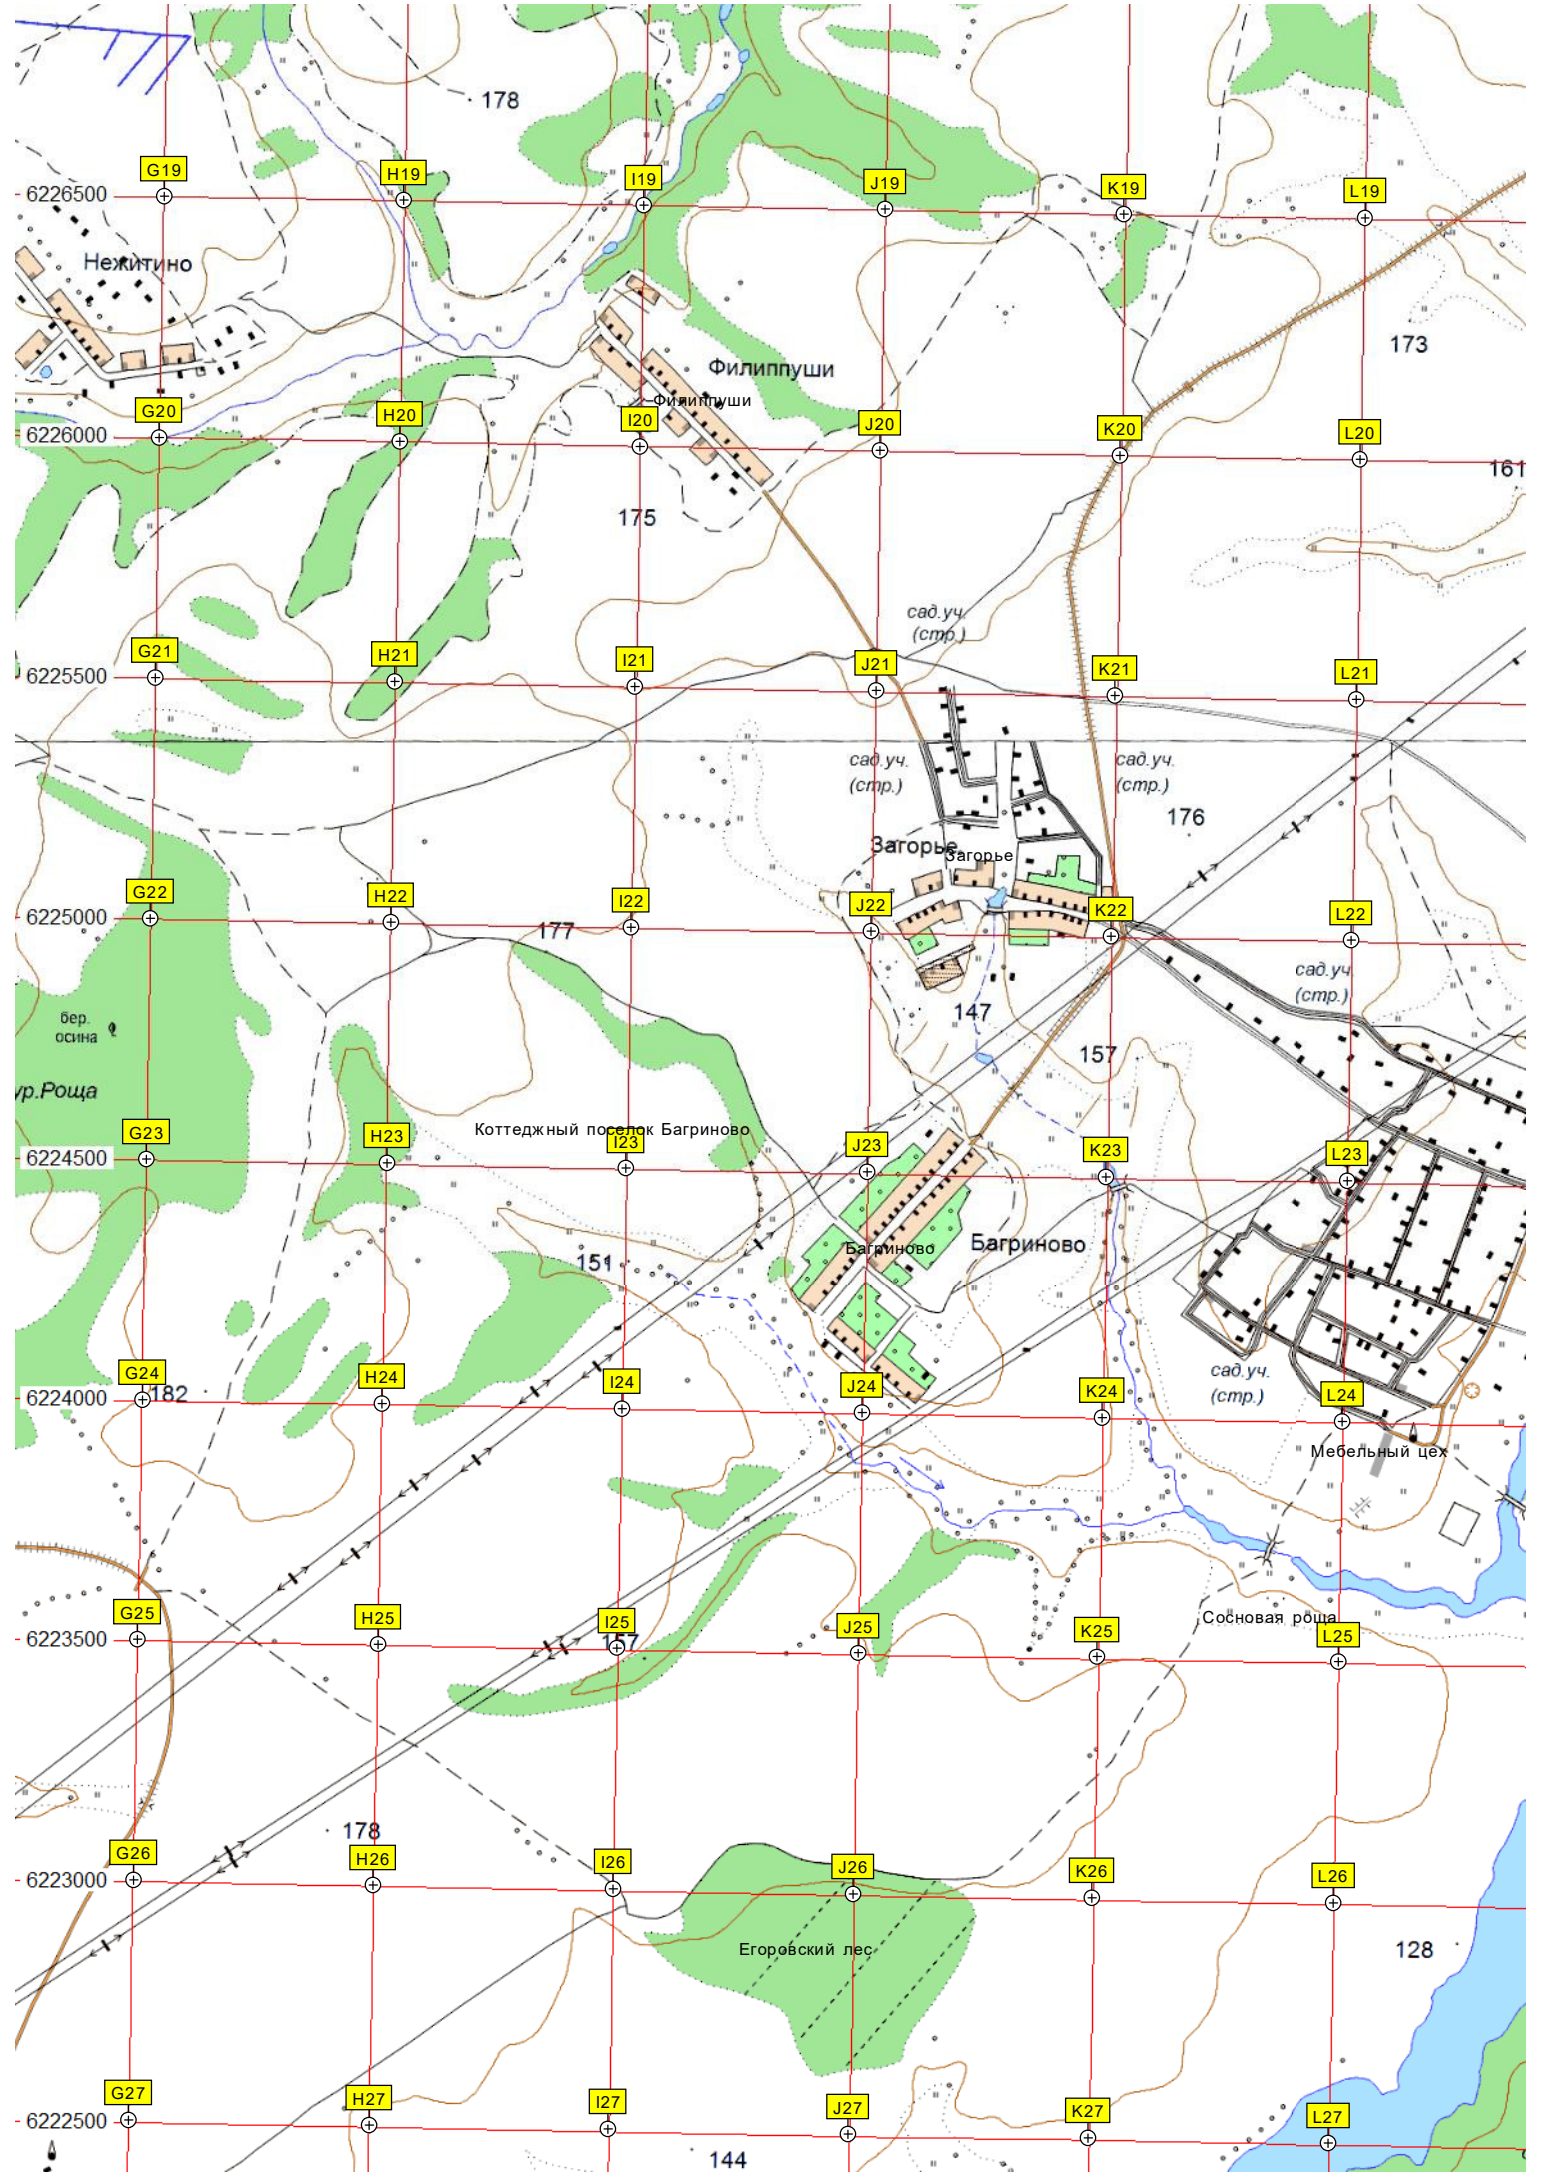 178
G19
H19
I19
J19
K19
L19
6226500
Нежитино
173
Филиппуши
Филиппуши
G20
H20
I20
J20
K20
L20
6226000
161
175
сад.уч.
(стр.)
G21
H21
I21
J21
K21
L21
6225500
сад.уч.
(стр.)
сад.уч.
(стр.)
176
Загорье
Загорье
G22
H22
I22
J22
K22
L22
6225000
177
сад.уч.
(стр.)
147
бер.
осина
157
ур.Роща
Коттеджный поселок Багриново
G23
H23
I23
J23
K23
L23
6224500
Багриново
Багриново
151
сад.уч.
(стр.)
G24
H24
I24
J24
K24
L24
6224000
182
Мебельный цех
Сосновая роща
G25
H25
I25
J25
K25
L25
6223500
157
178
G26
H26
I26
J26
K26
L26
6223000
Егоровский лес
128
G27
H27
I27
J27
K27
L27
6222500
144